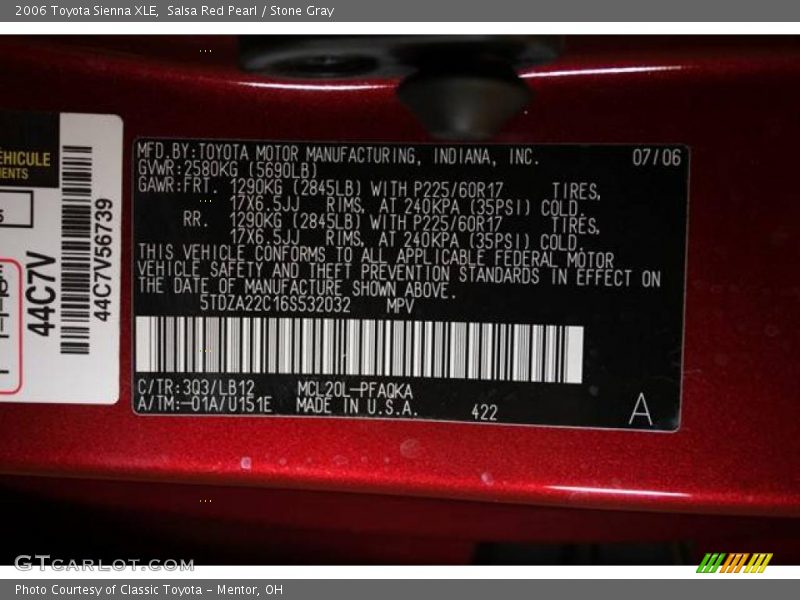 2006 Toyota Sienna XLE,  Salsa Red Pearl / Stone Gray
EHICULE
44C7V
44C7V56739
MFD.BY:TOYOTA MOTOR MANUFACTURING, INDIANA, INC. 07/06
GVWR:2580KG (5690LB)
GAWR:FRT. 1290KG (2845LB) WITH P225/60R17 TIRES,
17X6.5JJ RIMS, AT 240KPA (35PSI) COLD.
RR. 1290KG (2845LB) WITH P225/60R17 TIRES,
17X6.5JJ RIMS, AT 240KPA (35PSI) COLD.
THIS VEHICLE CONFORMS TO ALL APPLICABLE FEDERAL MOTOR
VEHICLE SAFETY AND THEFT PREVENTION STANDARDS IN EFFECT ON
THE DATE OF MANUFACTURE SHOWN ABOVE.
5TDZA22C16S532032 MPV
C/TR:3Q3/LB12 MCL20L-PFAQKA
A/TM:-01A/U151E MADE IN U.S.A. 422 A
GTCARLOT.COM
Photo Courtesy of Classic Toyota - Mentor, OH